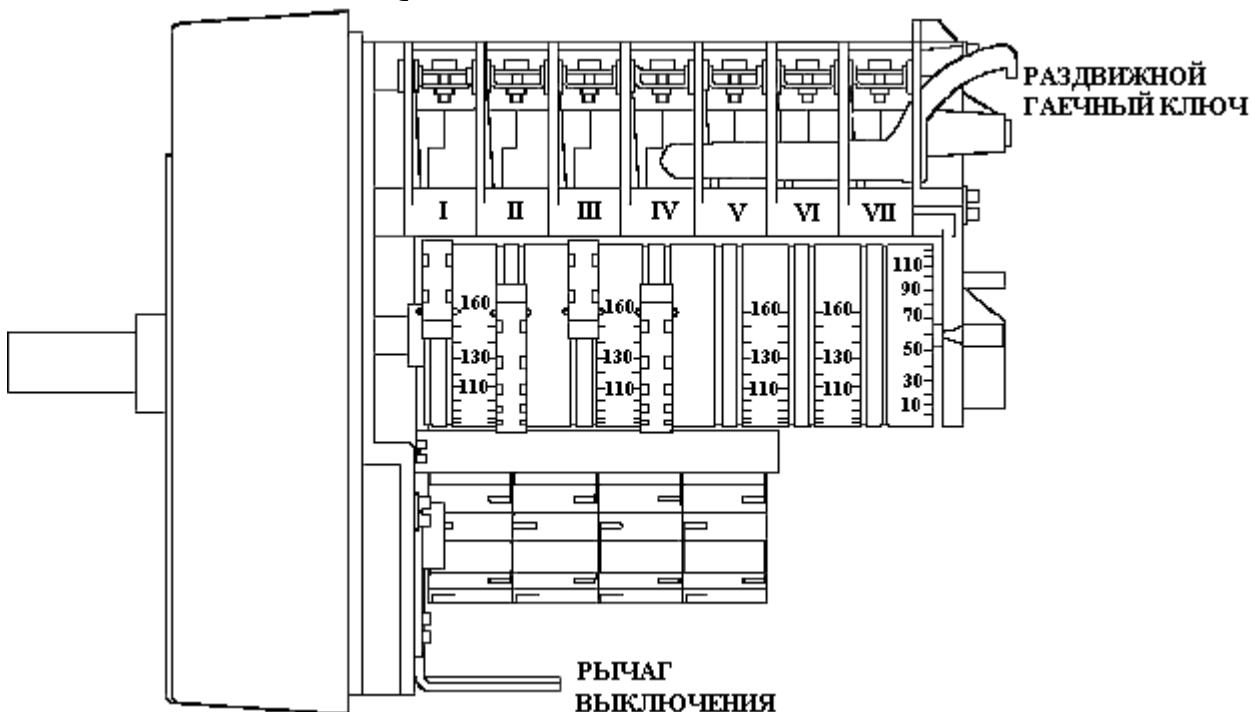 РАЗДВИЖНОЙ
ГАЕЧНЫЙ КЛЮЧ
I II III IV V VI VII
110
90
70
50
30
10
160 160 160 160
130 130 130 130
110 110 110 110
РЫЧАГ
ВЫКЛЮЧЕНИЯ